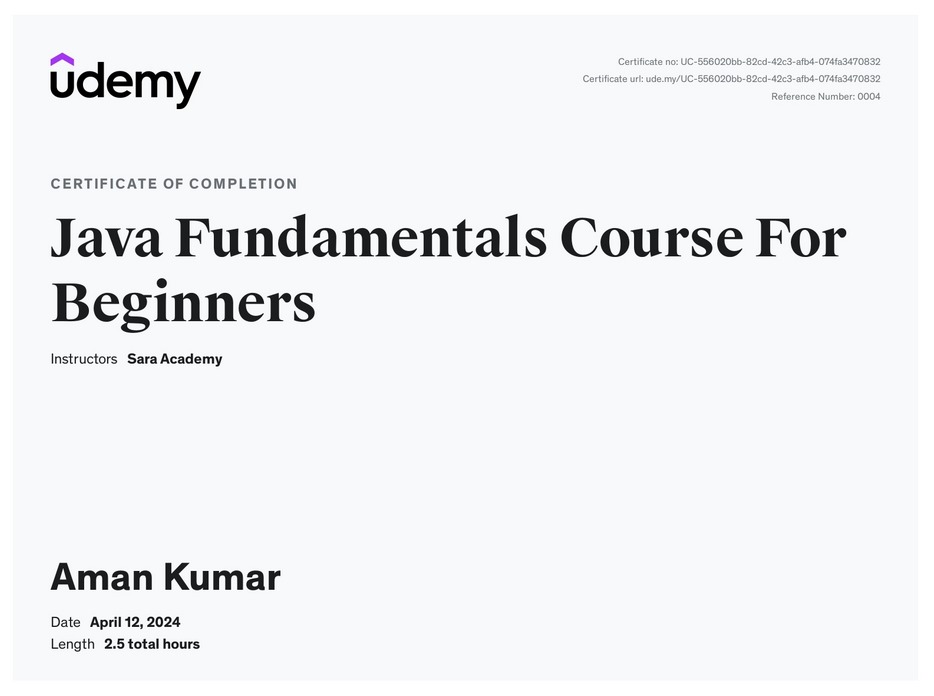 udemy
Certificate no: UC-556020bb-82cd-42c3-afb4-074fa3470832
Certificate url: ude.my/UC-556020bb-82cd-42c3-afb4-074fa3470832
Reference Number: 0004
CERTIFICATE OF COMPLETION
Java Fundamentals Course For
Beginners
Instructors Sara Academy
Aman Kumar
Date April 12, 2024
Length 2.5 total hours